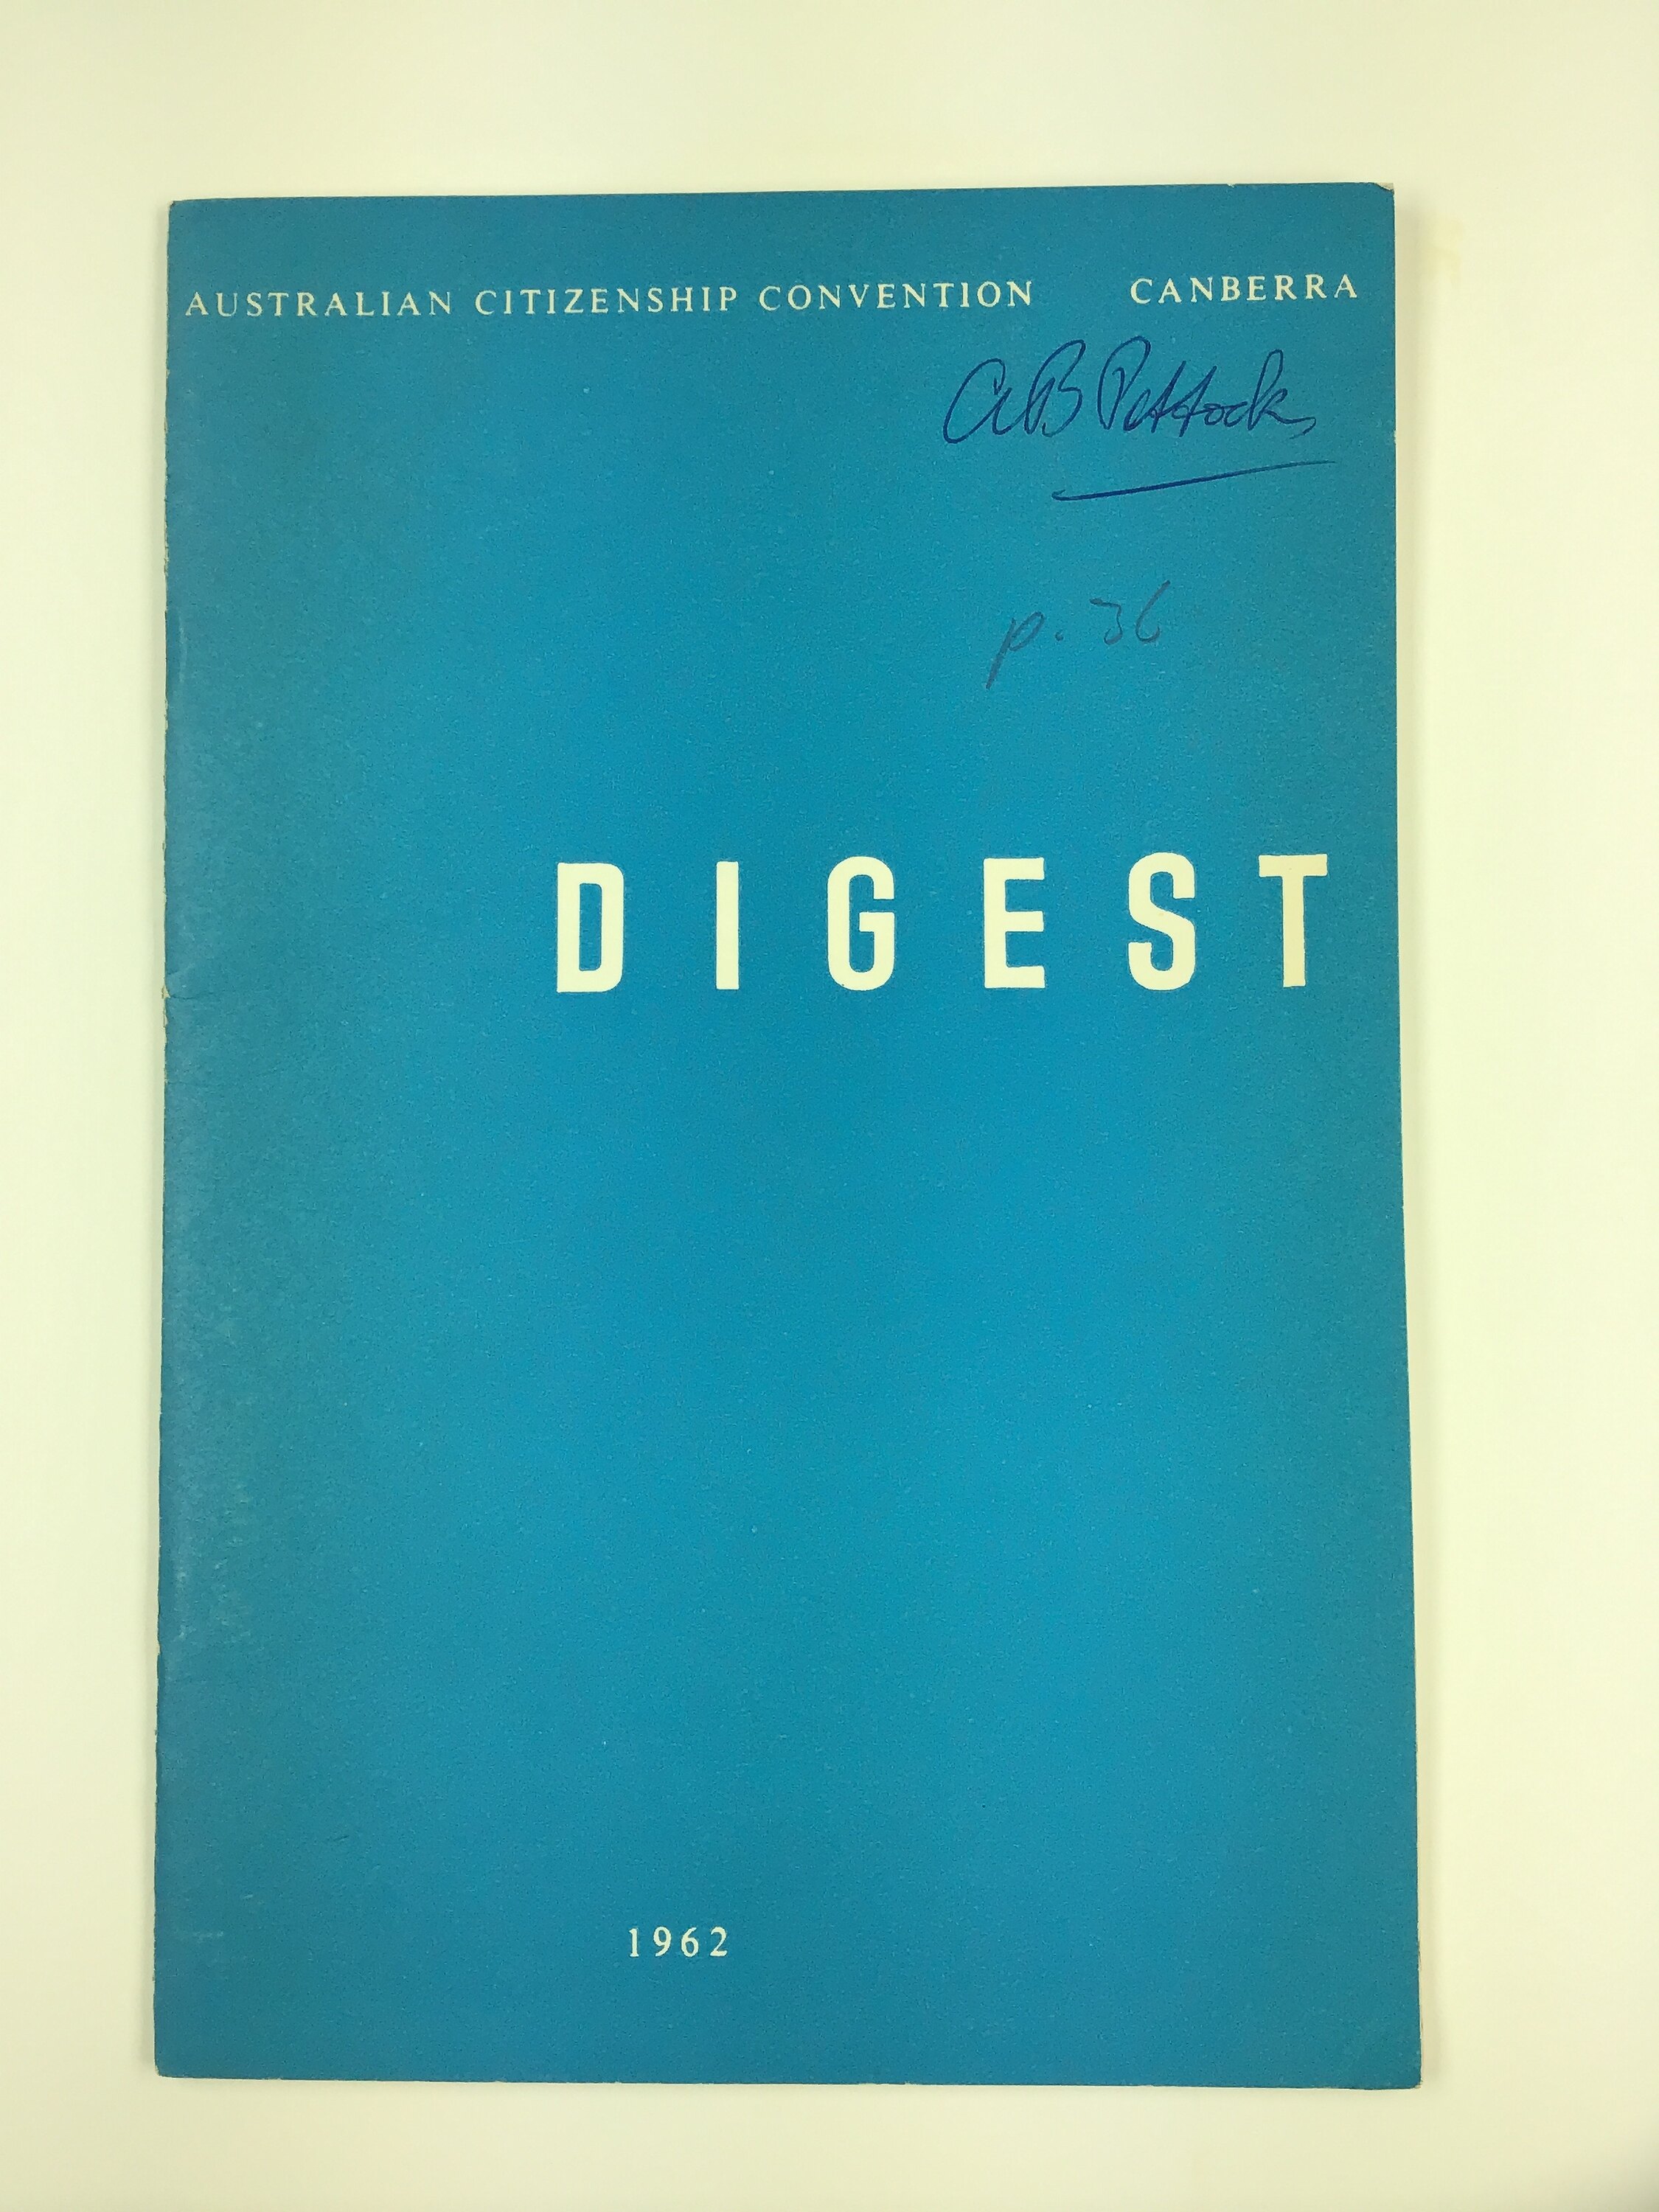 AUSTRALIAN CITIZENSHIP CONVENTION CANBERRA
p. 36
DIGEST
1962